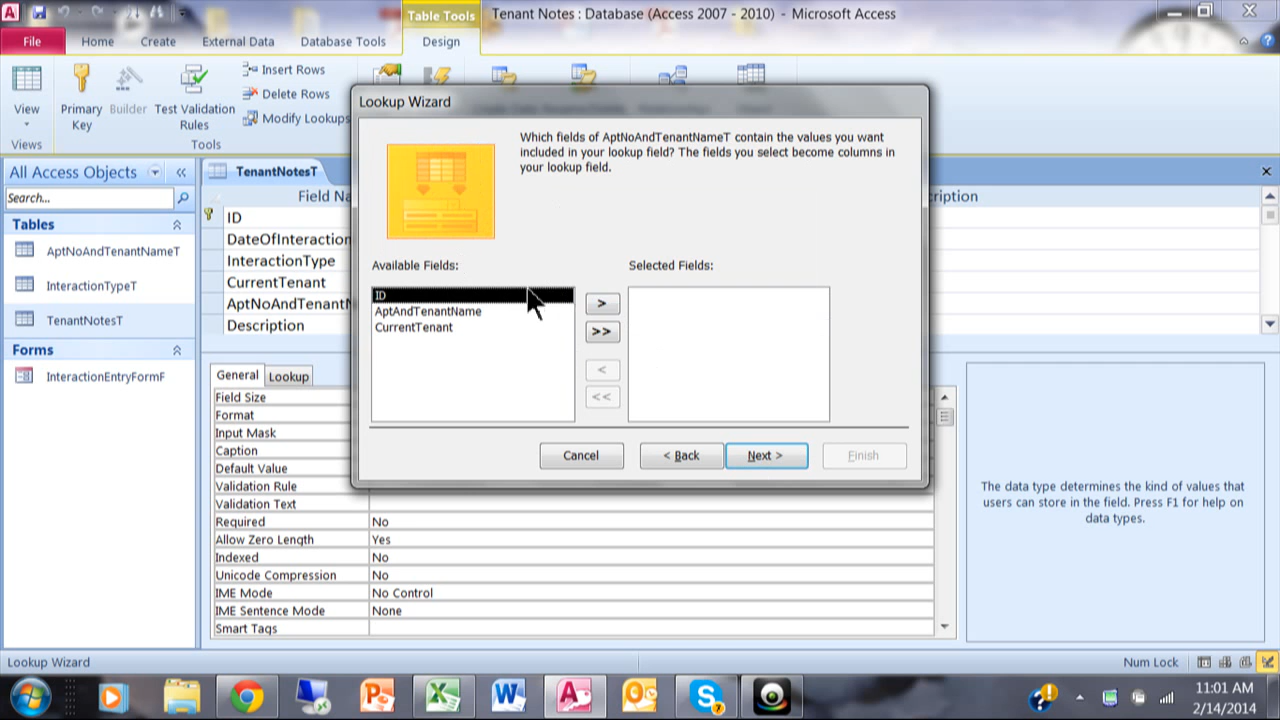 Table Tools
Tenant Notes : Database (Access 2007 - 2010) - Microsoft Access
File
Home
Create
External Data
Database Tools
Design
View
Primary
Key
Builder
Test Validation
Rules
Insert Rows
Delete Rows
Modify Lookups
Views
Tools
Lookup Wizard
Which fields of AptNoAndTenantNameT contain the values you want
included in your lookup field? The fields you select become columns in
your lookup field.
Available Fields:
Selected Fields:
ID
AptAndTenantName
CurrentTenant
>
>>
<
<<
Cancel
< Back
Next >
Finish
All Access Objects
Search...
Tables
AptNoAndTenantNameT
InteractionTypeT
TenantNotesT
Forms
InteractionEntryFormF
TenantNotesT
Field Na
cription
ID
DateOfInteraction
InteractionType
CurrentTenant
AptNoAndTenantN
Description
General
Lookup
Field Size
Format
Input Mask
Caption
Default Value
Validation Rule
Validation Text
Required No
Allow Zero Length Yes
Indexed No
Unicode Compression No
IME Mode No Control
IME Sentence Mode None
Smart Tags
The data type determines the kind of values that
users can store in the field. Press F1 for help on
data types.
Lookup Wizard
Num Lock
11:01 AM
2/14/2014